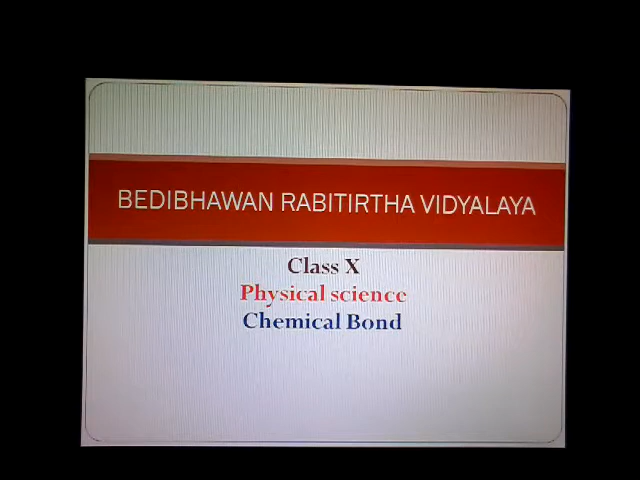 BEDIBHAWAN RABITIRTHA VIDYALAYA
Class X
Physical science
Chemical Bond